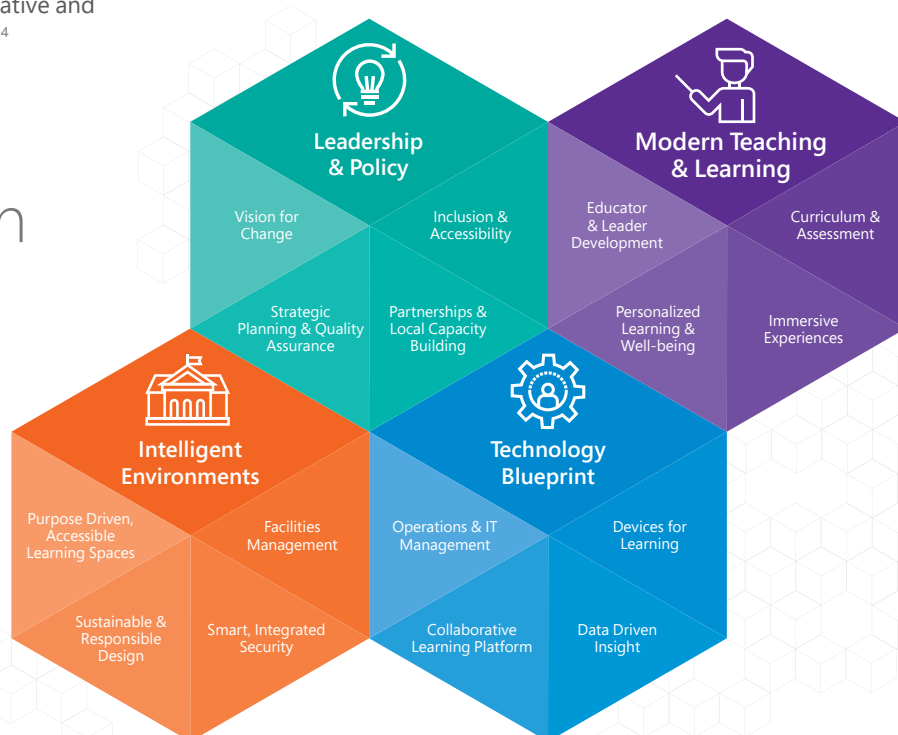 ative and
4
n
Leadership
& Policy
Vision for
Change
Inclusion &
Accessibility
Strategic
Planning & Quality
Assurance
Partnerships &
Local Capacity
Building
Modern Teaching
& Learning
Educator
& Leader
Development
Curriculum &
Assessment
Personalized
Learning &
Well-being
Immersive
Experiences
Intelligent
Environments
Purpose Driven,
Accessible
Learning Spaces
Facilities
Management
Sustainable &
Responsible
Design
Smart, Integrated
Security
Technology
Blueprint
Operations & IT
Management
Devices for
Learning
Collaborative
Learning Platform
Data Driven
Insight